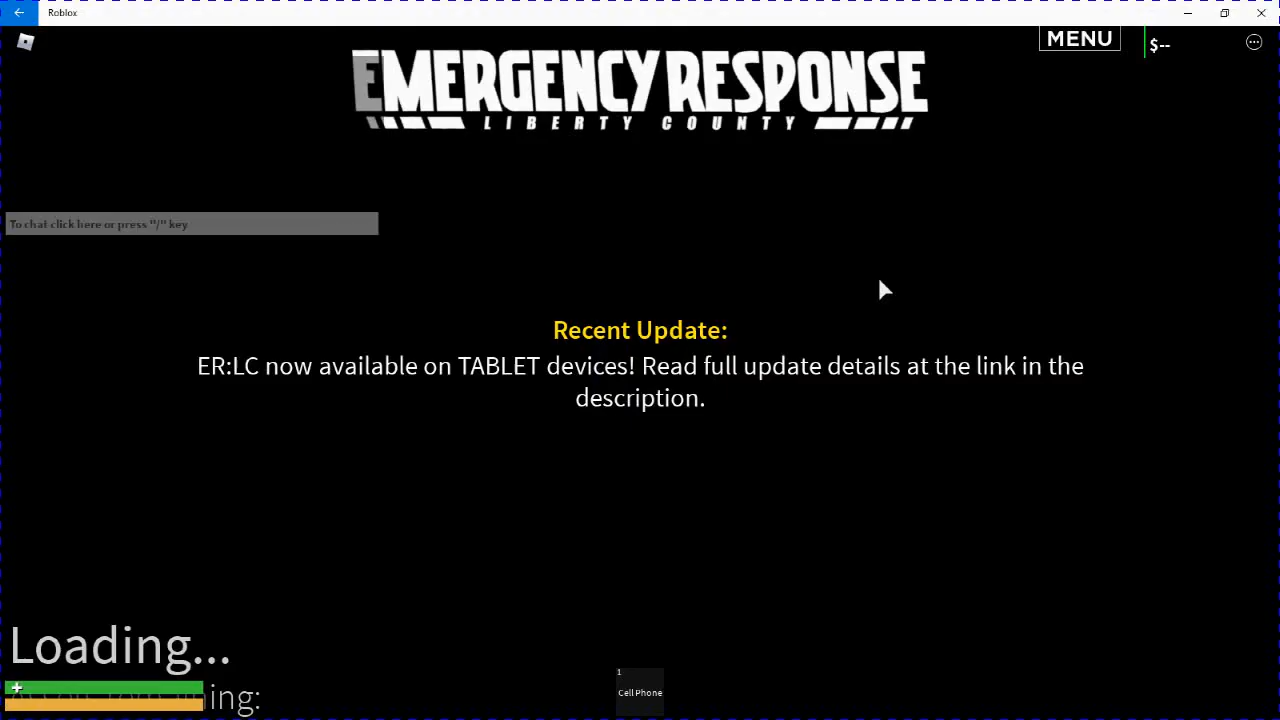 Roblox
MENU
$--
EMERGENCY RESPONSE
LIBERTY COUNTY
To chat click here or press "/" key
Recent Update:
ER:LC now available on TABLET devices! Read full update details at the link in the
description.
Loading...
ing:
1
Cell Phone